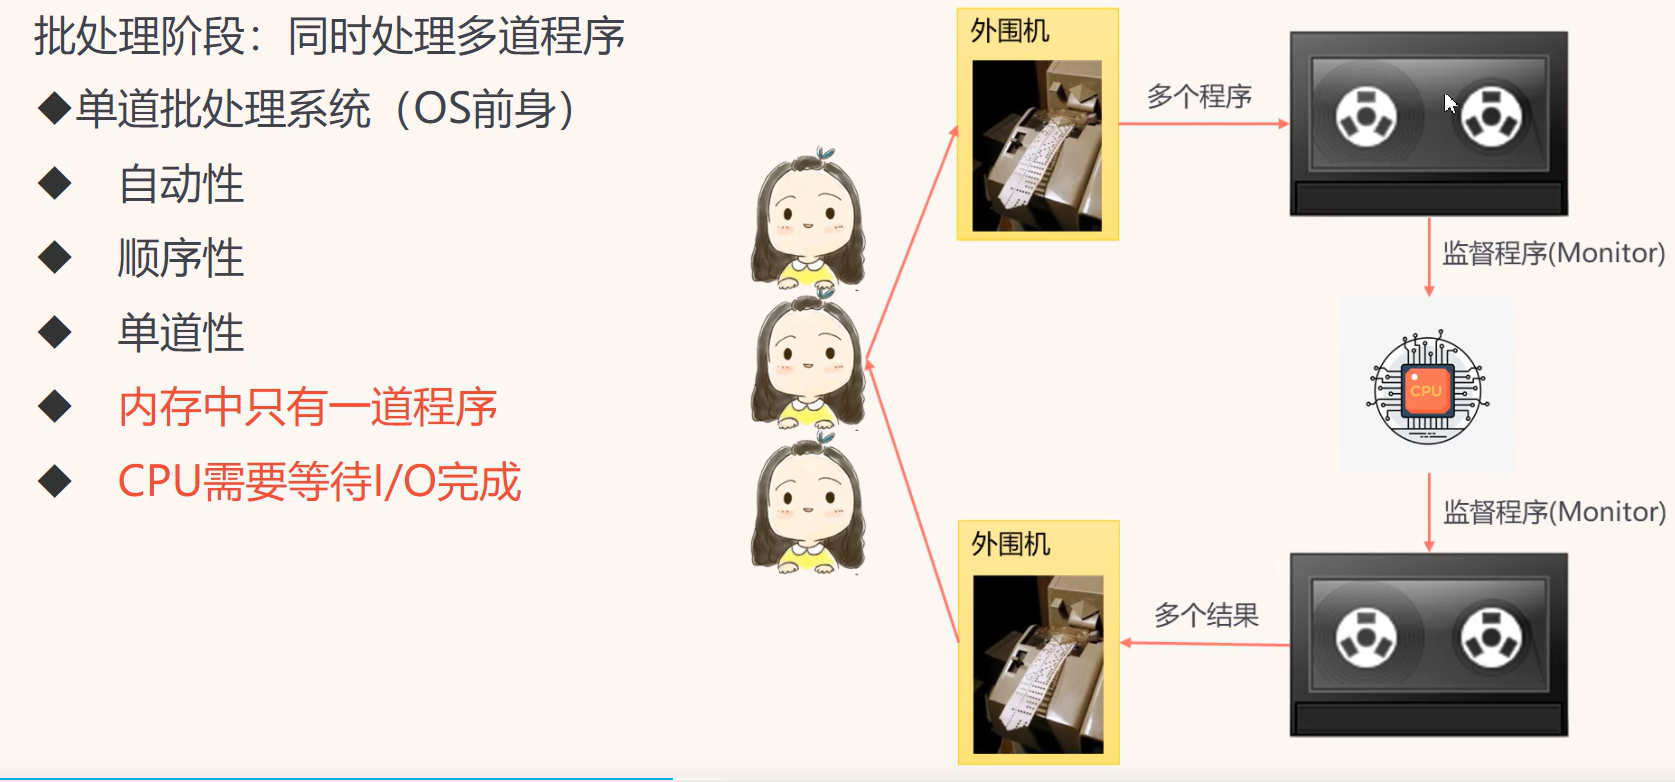 批处理阶段：同时处理多道程序
◆单道批处理系统（OS前身）
◆ 自动性
◆ 顺序性
◆ 单道性
◆ 内存中只有一道程序
◆ CPU需要等待I/O完成
外围机
多个程序
监督程序(Monitor)
CPU
监督程序(Monitor)
外围机
多个结果